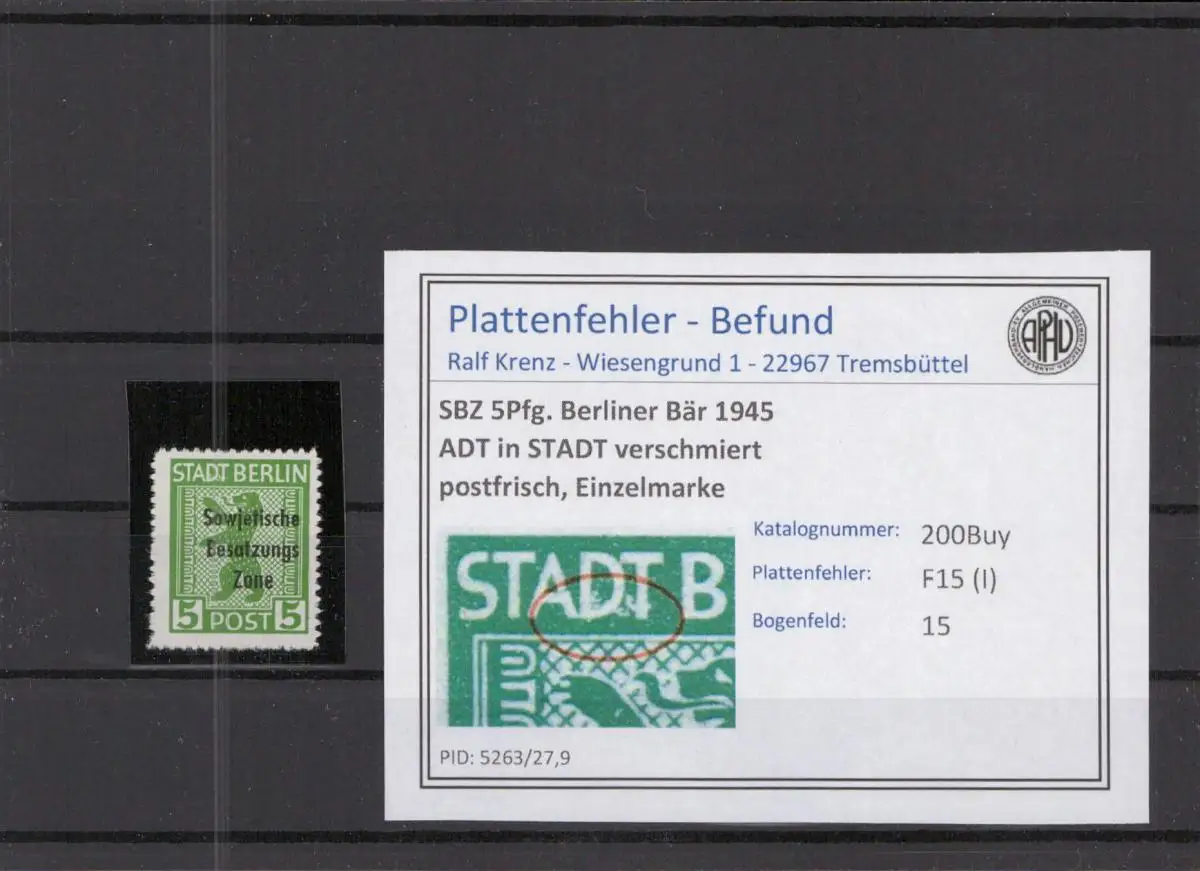 STADT BERLIN
Sowjetische
Besatzungs
Zone
5 POST 5
Plattenfehler - Befund
Ralf Krenz - Wiesengrund 1 - 22967 Tremsbüttel
APHV
SBZ 5Pfg. Berliner Bär 1945
ADT in STADT verschmiert
postfrisch, Einzelmarke
STADT B
Katalognummer: 200Buy
Plattenfehler: F15 (I)
Bogenfeld: 15
PID: 5263/27,9